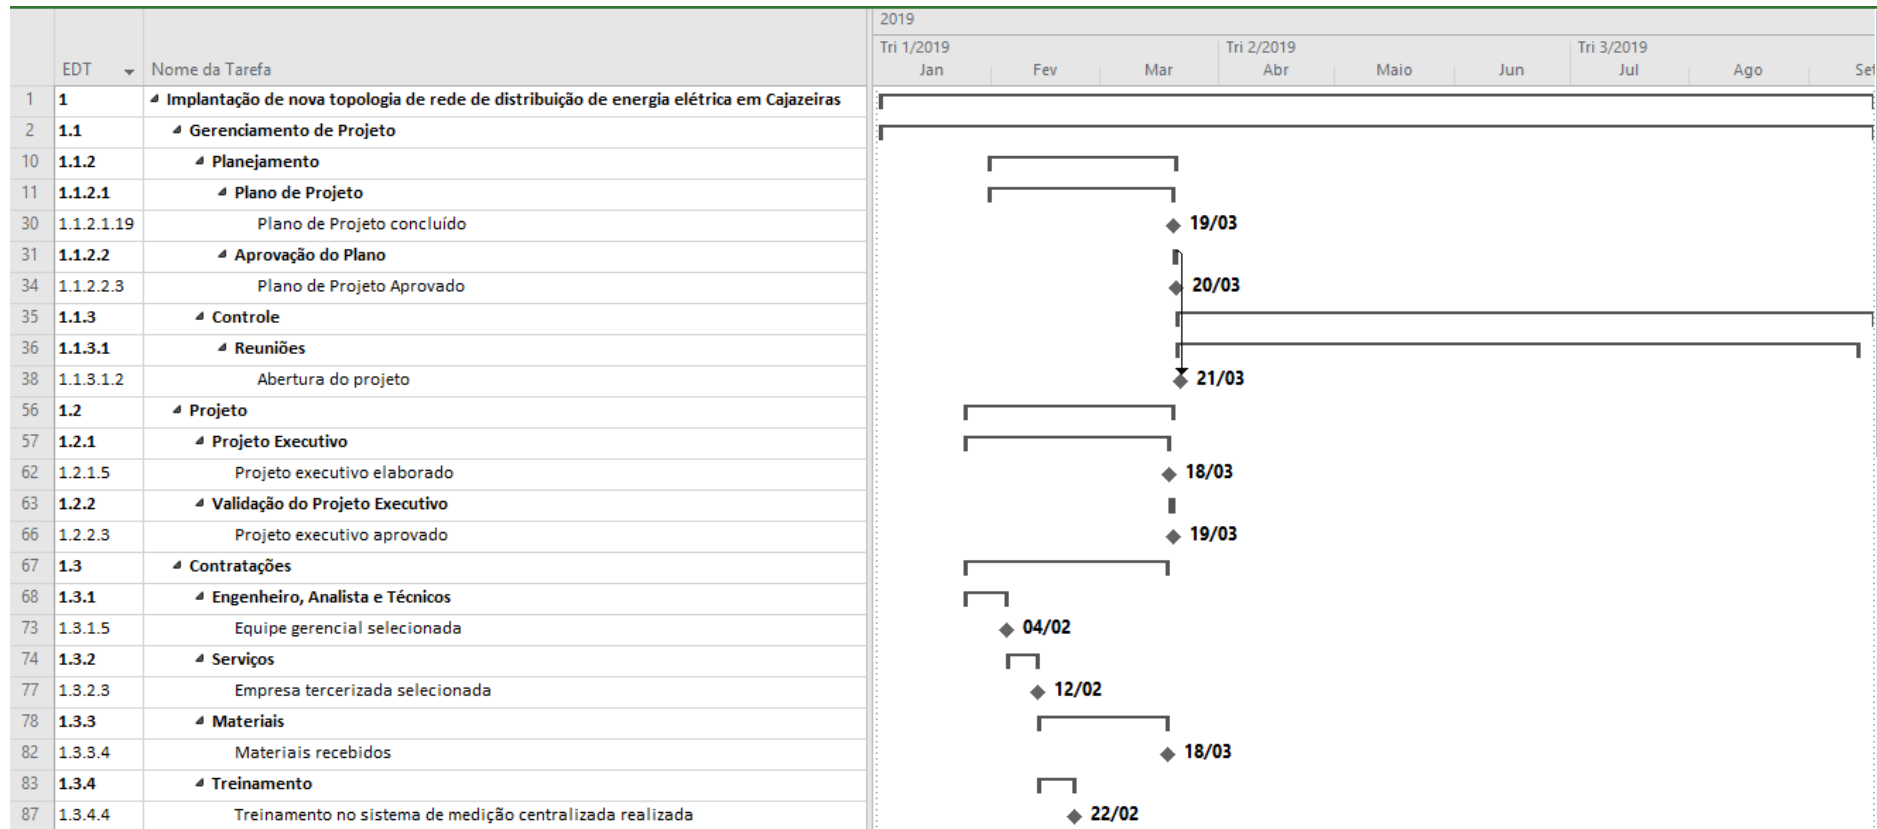 2019
Tri 1/2019 Tri 2/2019 Tri 3/2019
EDT Nome da Tarefa Jan Fev Mar Abr Maio Jun Jul Ago Set
1 1 Implantação de nova topologia de rede de distribuição de energia elétrica em Cajazeiras
2 1.1 Gerenciamento de Projeto
10 1.1.2 Planejamento
11 1.1.2.1 Plano de Projeto
30 1.1.2.1.19 Plano de Projeto concluído 19/03
31 1.1.2.2 Aprovação do Plano
34 1.1.2.2.3 Plano de Projeto Aprovado 20/03
35 1.1.3 Controle
36 1.1.3.1 Reuniões
38 1.1.3.1.2 Abertura do projeto 21/03
56 1.2 Projeto
57 1.2.1 Projeto Executivo
62 1.2.1.5 Projeto executivo elaborado 18/03
63 1.2.2 Validação do Projeto Executivo
66 1.2.2.3 Projeto executivo aprovado 19/03
67 1.3 Contratações
68 1.3.1 Engenheiro, Analista e Técnicos
73 1.3.1.5 Equipe gerencial selecionada 04/02
74 1.3.2 Serviços
77 1.3.2.3 Empresa tercerizada selecionada 12/02
78 1.3.3 Materiais
82 1.3.3.4 Materiais recebidos 18/03
83 1.3.4 Treinamento
87 1.3.4.4 Treinamento no sistema de medição centralizada realizada 22/02